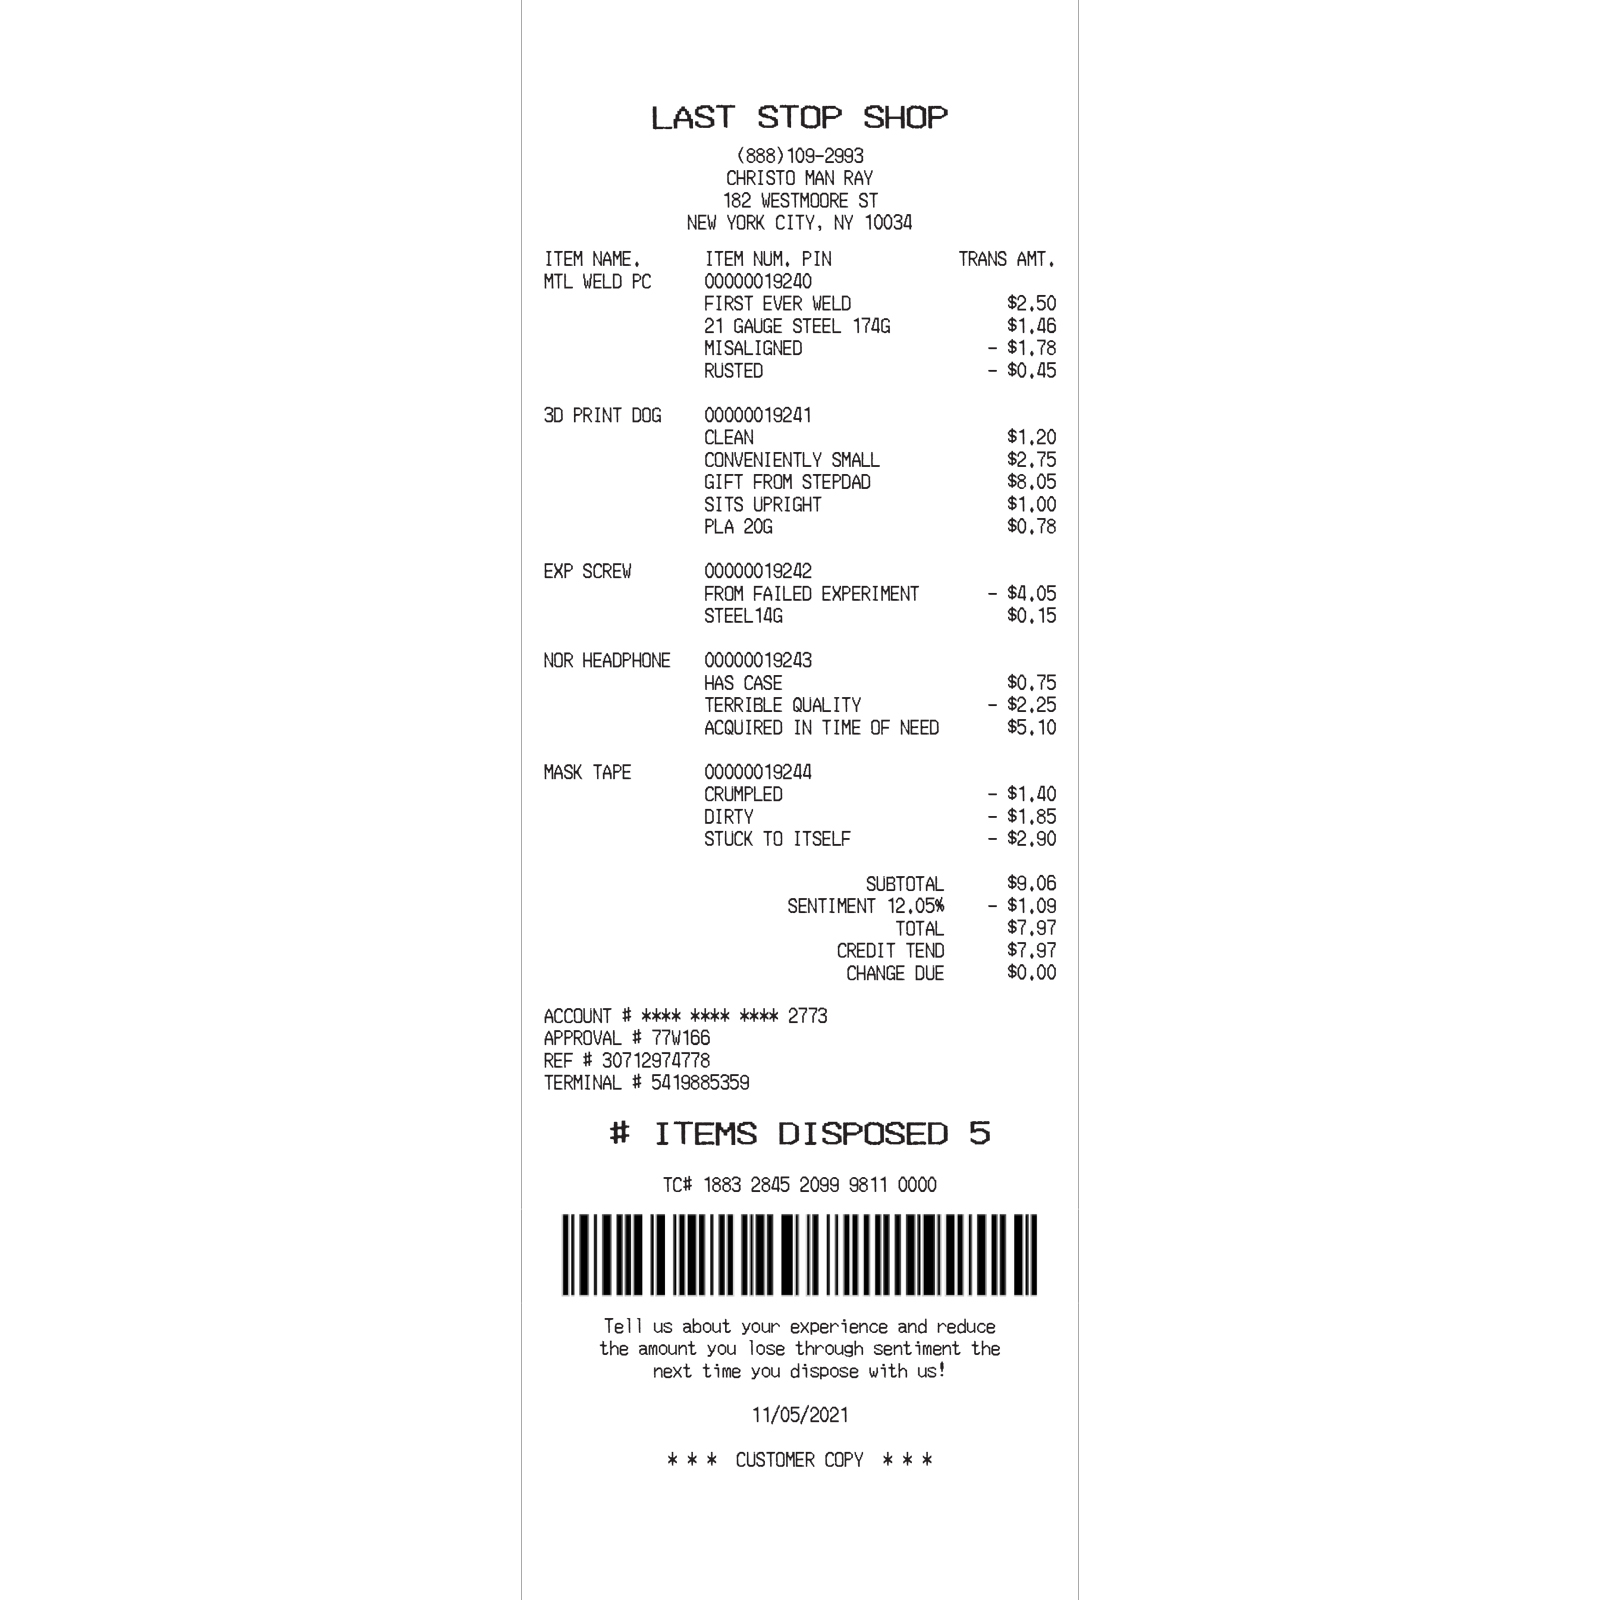 LAST STOP SHOP
(888)109-2993
CHRISTO MAN RAY
182 WESTMOORE ST
NEW YORK CITY, NY 10034
ITEM NAME. ITEM NUM. PIN TRANS AMT.
MTL WELD PC 00000019240
FIRST EVER WELD $2.50
21 GAUGE STEEL 174G $1.46
MISALIGNED - $1.78
RUSTED - $0.45
3D PRINT DOG 00000019241
CLEAN $1.20
CONVENIENTLY SMALL $2.75
GIFT FROM STEPDAD $8.05
SITS UPRIGHT $1.00
PLA 20G $0.78
EXP SCREW 00000019242
FROM FAILED EXPERIMENT - $4.05
STEEL14G $0.15
NOR HEADPHONE 00000019243
HAS CASE $0.75
TERRIBLE QUALITY - $2.25
ACQUIRED IN TIME OF NEED $5.10
MASK TAPE 00000019244
CRUMPLED - $1.40
DIRTY - $1.85
STUCK TO ITSELF - $2.90
SUBTOTAL $9.06
SENTIMENT 12.05% - $1.09
TOTAL $7.97
CREDIT TEND $7.97
CHANGE DUE $0.00
ACCOUNT # **** **** **** 2773
APPROVAL # 77W166
REF # 30712974778
TERMINAL # 5419885359
# ITEMS DISPOSED 5
TC# 1883 2845 2099 9811 0000
Tell us about your experience and reduce
the amount you lose through sentiment the
next time you dispose with us!
11/05/2021
* * * CUSTOMER COPY * * *